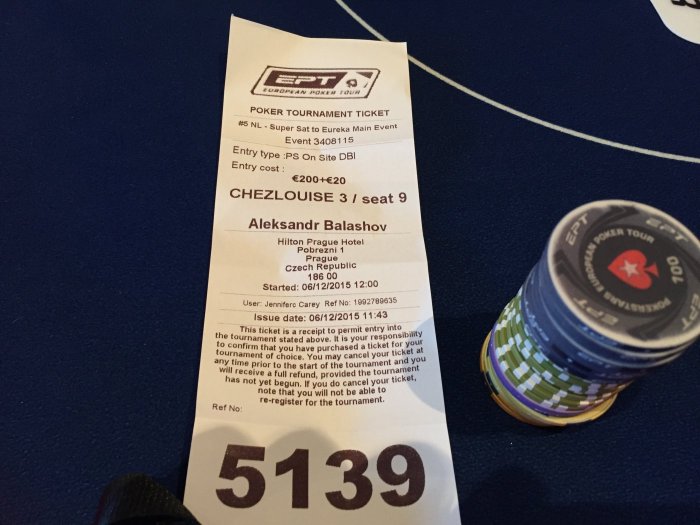 EPT
EUROPEAN POKER TOUR
POKER TOURNAMENT TICKET
#5 NL - Super Sat to Eureka Main Event
Event 3408115
Entry type :PS On Site DBI
Entry cost :
€200+€20
CHEZLOUISE 3 / seat 9
Aleksandr Balashov
Hilton Prague Hotel
Pobrezni 1
Prague
Czech Republic
186 00
Started: 06/12/2015 12:00
User: Jenniferc Carey Ref No: 1992789635
Issue date: 06/12/2015 11:43
This ticket is a receipt to permit entry into
the tournament stated above. It is your responsibility
to confirm that you have purchased a ticket for your
tournament of choice. You may cancel your ticket at
any time prior to the start of the tournament and you
will receive a full refund, provided the tournament
has not yet begun. If you do cancel your ticket,
note that you will not be able to
re-register for the tournament.
Ref No:
5139
EPT
EPT
100
POKERSTARS EUROPEAN POKER TOUR